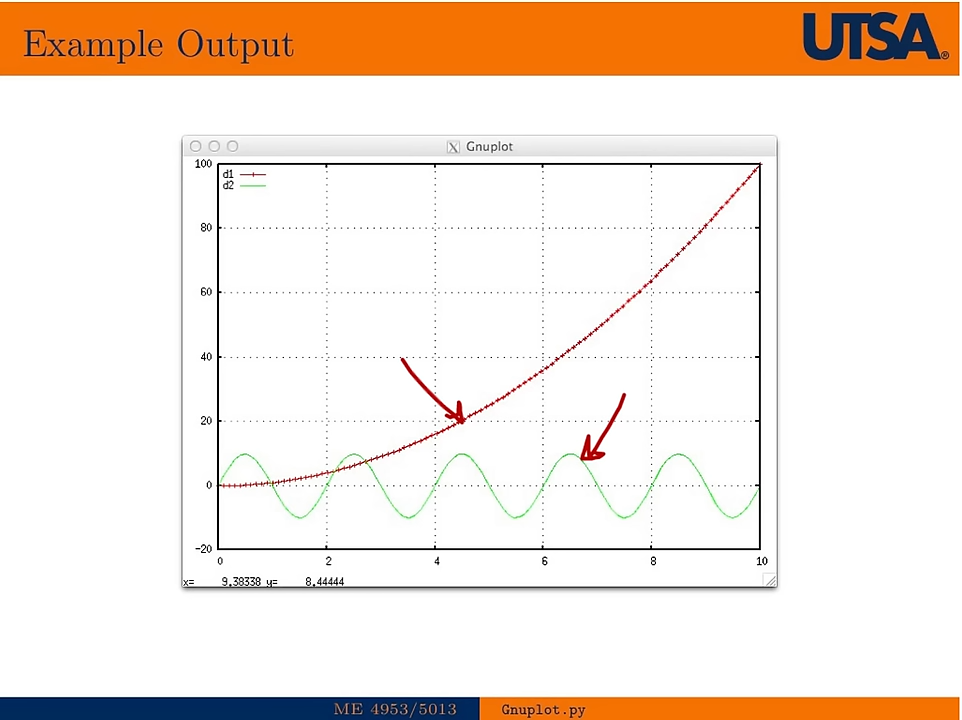 Example Output
UTSA®
X Gnuplot
100
80
60
40
20
0
-20
d1
d2
0 2 4 6 8 10
x= 9.38338 y= 8.44444
ME 4953/5013 Gnuplot.py